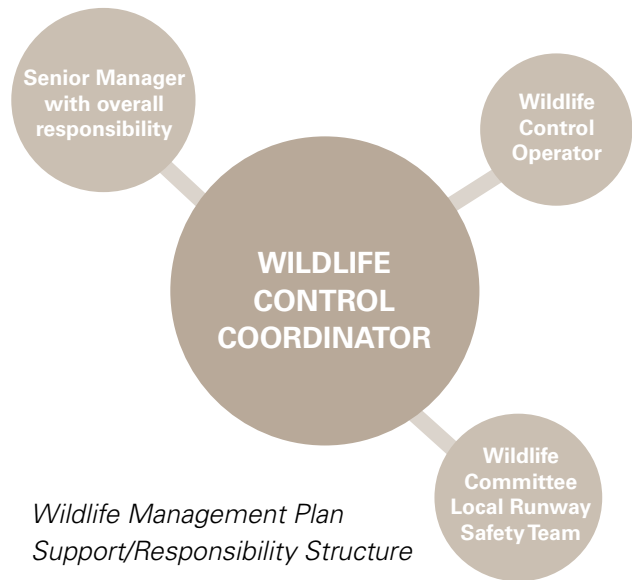 Senior Manager
with overall
responsibility
Wildlife
Control
Operator
WILDLIFE
CONTROL
COORDINATOR
Wildlife
Committee
Local Runway
Safety Team
Wildlife Management Plan
Support/Responsibility Structure